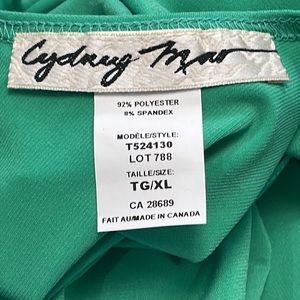 Cydney Mar
92% POLYESTER
8% SPANDEX
MODÈLE/STYLE:
T524130
LOT 788
TAILLE/SIZE:
TG/XL
CA 28689
FAIT AU/MADE IN CANADA